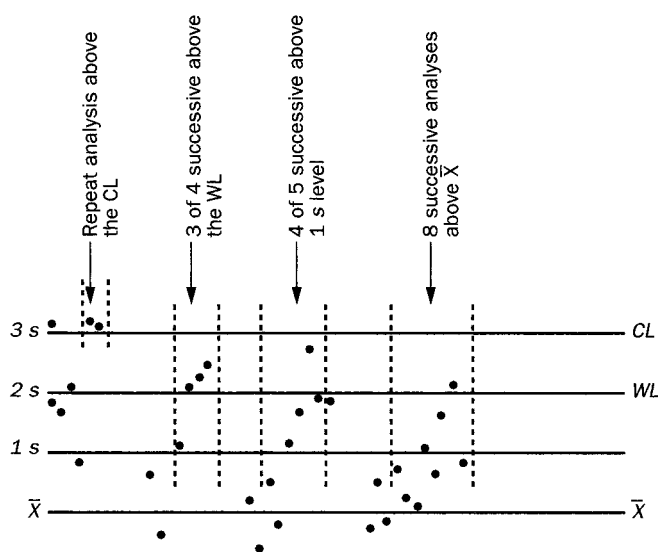 Repeat analysis above
the CL
3 of 4 successive above
the WL
4 of 5 successive above
1 s level
8 successive analyses
above X̄
3 s
CL
2 s
WL
1 s
X̄
X̄